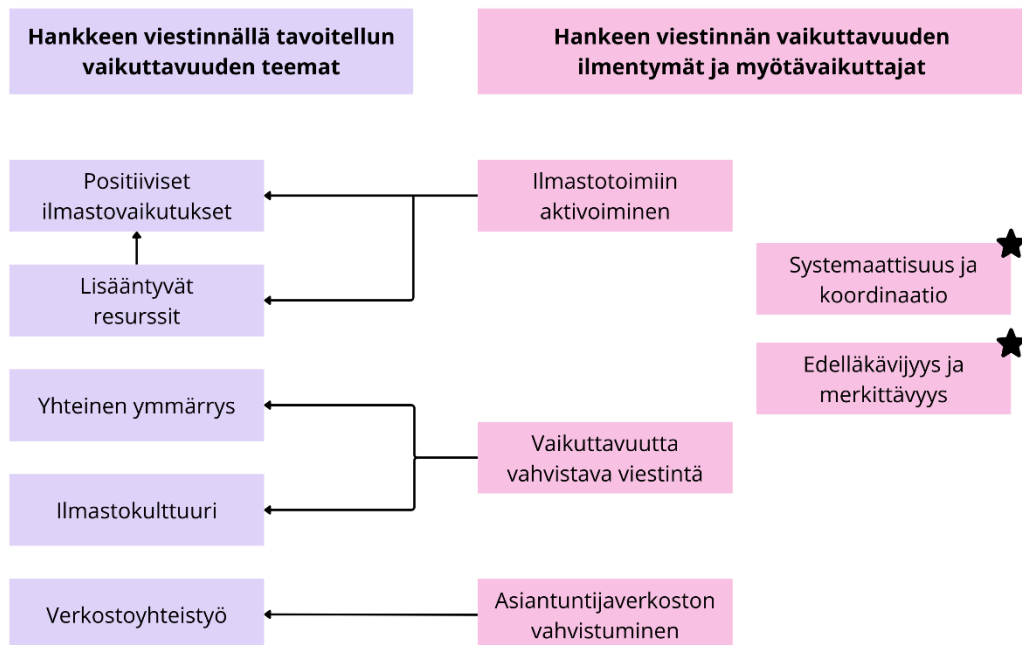 Hankkeen viestinnällä tavoitellun
vaikuttavuuden teemat
Hankeen viestinnän vaikuttavuuden
ilmentymät ja myötävaikuttajat
Positiiviset
ilmastovaikutukset
Ilmastotoimiin
aktivoiminen
Systemaattisuus ja
koordinaatio
Lisääntyvät
resurssit
Edelläkävijyys ja
merkittävyys
Yhteinen ymmärrys
Vaikuttavuutta
vahvistava viestintä
Ilmastokulttuuri
Verkostoyhteistyö
Asiantuntijaverkoston
vahvistuminen